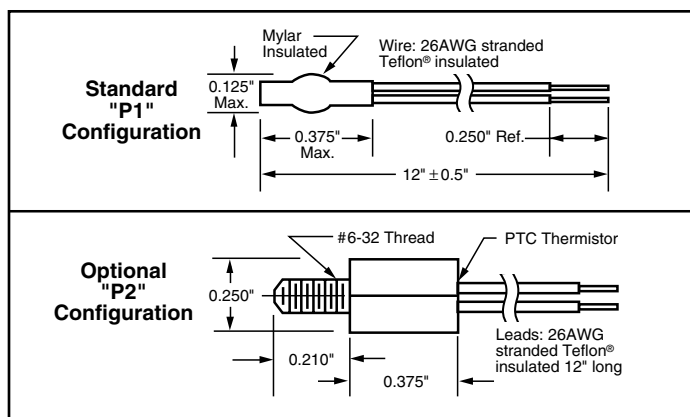 Standard
"P1"
Configuration
Mylar
Insulated
Wire: 26AWG stranded
Teflon® insulated
0.125"
Max.
0.375"
Max.
0.250" Ref.
12" ±0.5"
Optional
"P2"
Configuration
#6-32 Thread
PTC Thermistor
0.250"
0.210"
0.375"
Leads: 26AWG
stranded Teflon®
insulated 12" long